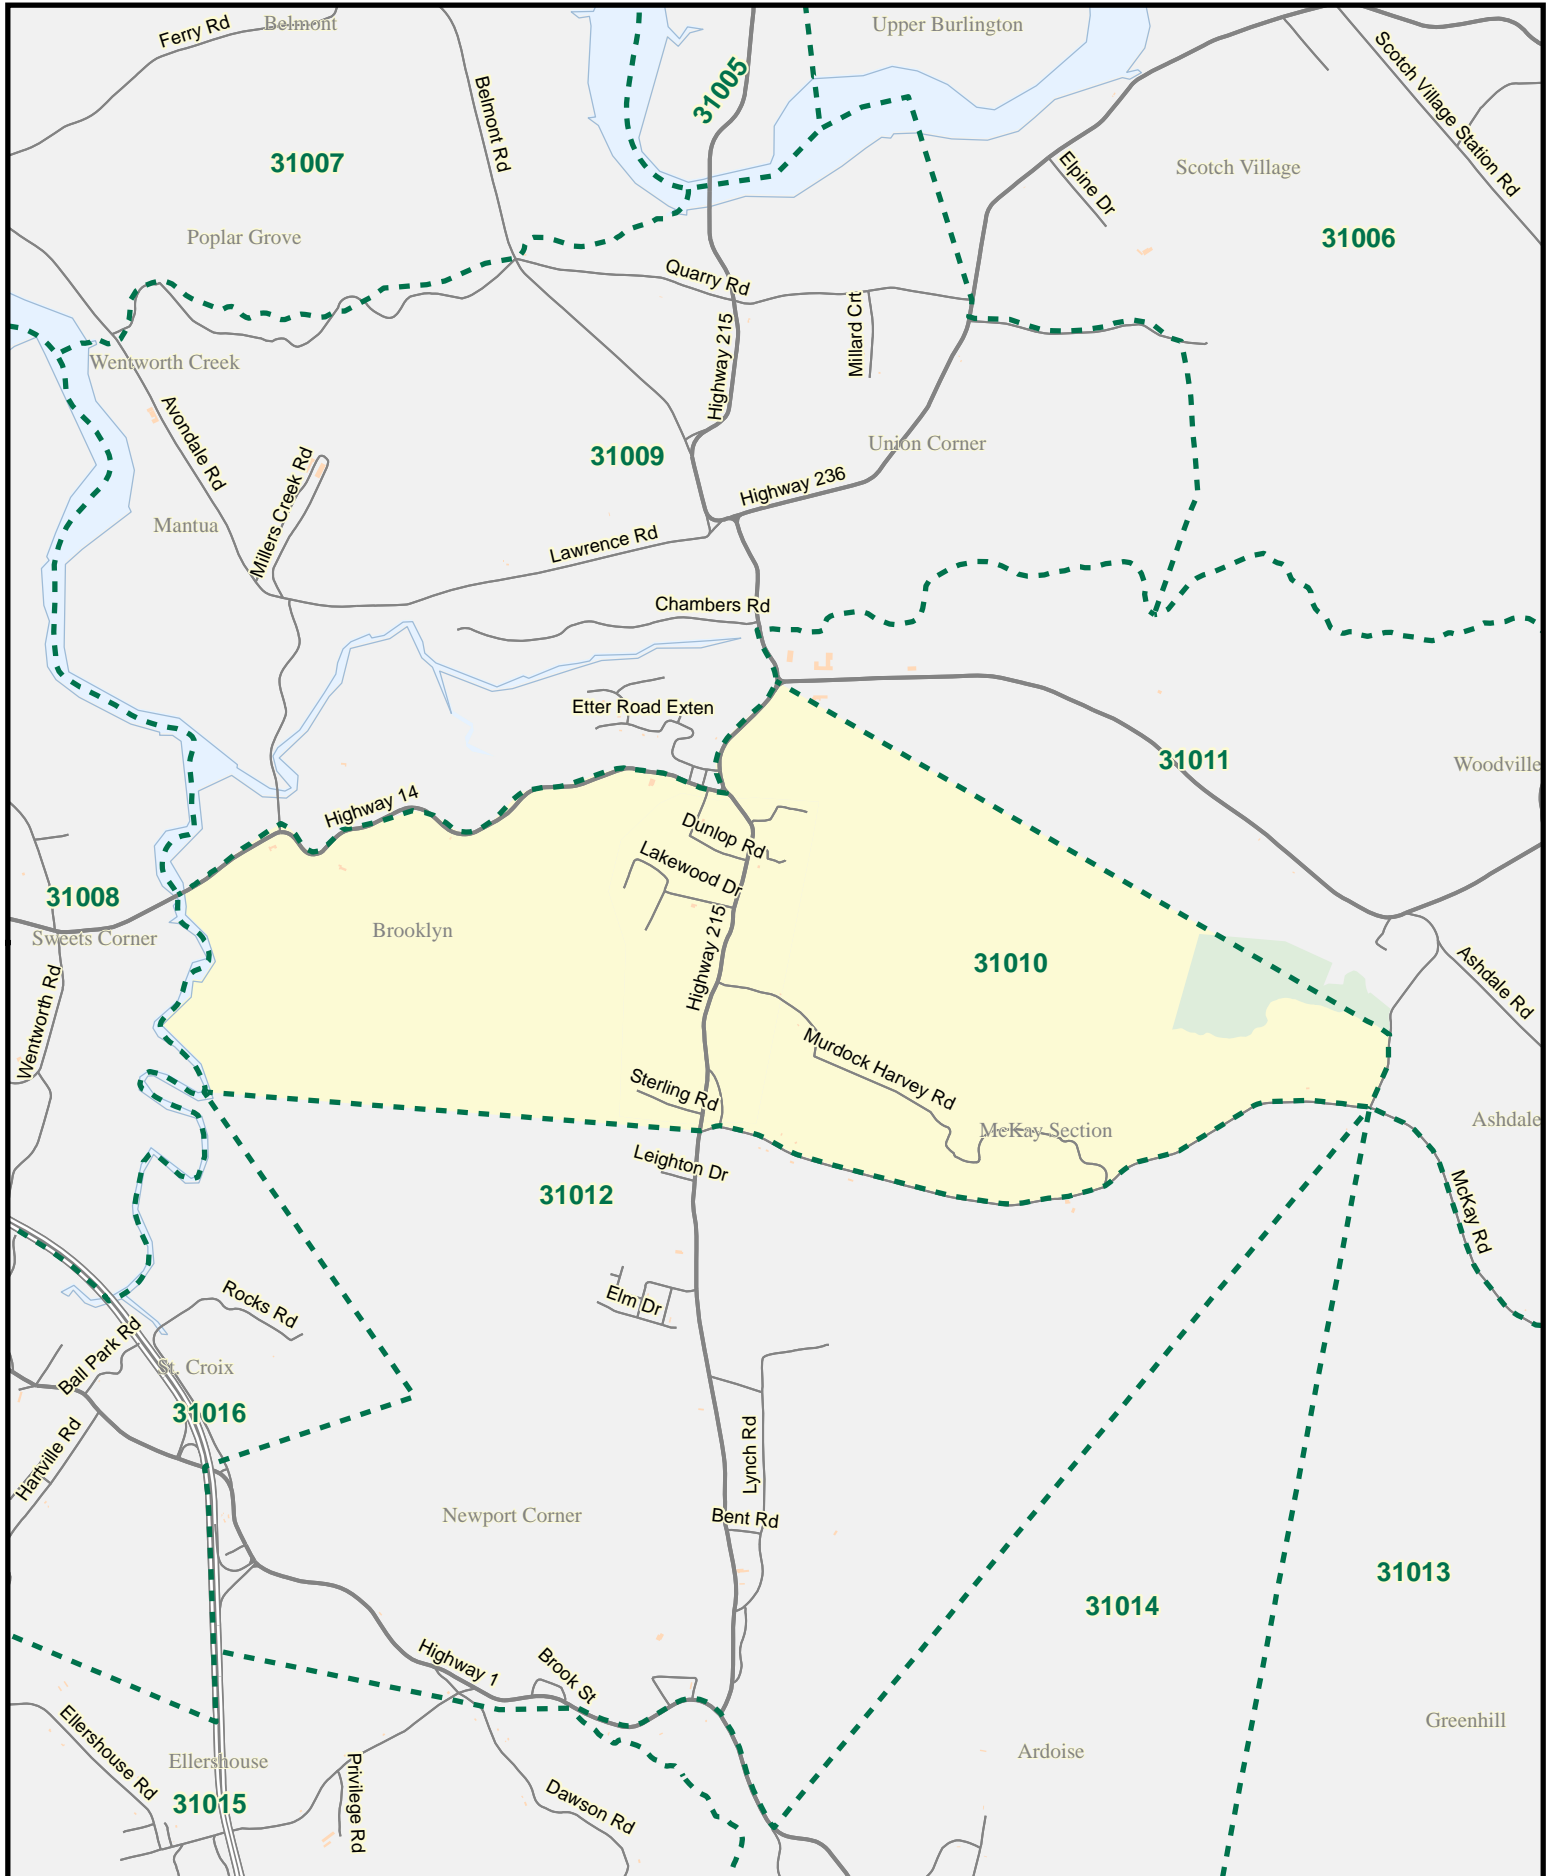 Ferry Rd
Belmont
Upper Burlington
31005
Scotch Village Station Rd
Belmont Rd
31007
Elpine Dr
Scotch Village
Poplar Grove
31006
Quarry Rd
Millard Crt
Highway 215
Wentworth Creek
Avondale Rd
31009
Union Corner
Millers Creek Rd
Highway 236
Mantua
Lawrence Rd
Chambers Rd
Etter Road Exten
31011
Woodville
Highway 14
Dunlop Rd
Lakewood Dr
31008
Brooklyn
Sweets Corner
Highway 215
31010
Ashdale Rd
Wentworth Rd
Murdock Harvey Rd
Sterling Rd
McKay Section
Ashdale
Leighton Dr
31012
McKay Rd
Rocks Rd
Elm Dr
Ball Park Rd
St. Croix
31016
Hartville Rd
Lynch Rd
Newport Corner
Bent Rd
31013
31014
Highway 1
Brook St
Ellershouse Rd
Greenhill
Ardoise
Ellershouse
Privilege Rd
31015
Dawson Rd